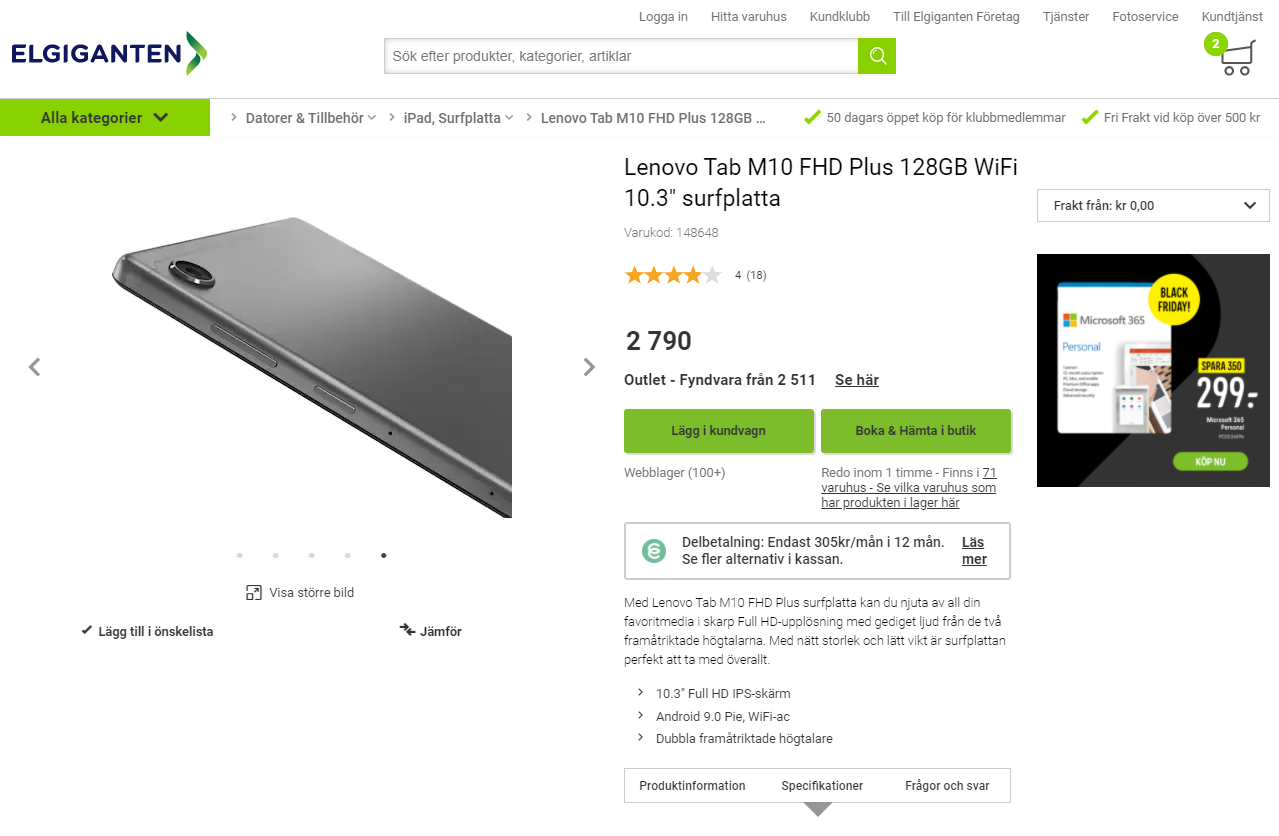 Logga in Hitta varuhus Kundklubb Till Elgiganten Företag Tjänster Fotoservice Kundtjänst
ELGIGANTEN
Sök efter produkter, kategorier, artiklar
2
Alla kategorier
Datorer & Tillbehör
iPad, Surfplatta
Lenovo Tab M10 FHD Plus 128GB ...
50 dagars öppet köp för klubbmedlemmar
Fri Frakt vid köp över 500 kr
Visa större bild
Lägg till i önskelista
Jämför
Lenovo Tab M10 FHD Plus 128GB WiFi
10.3" surfplatta
Varukod: 148648
4 (18)
2 790
Outlet - Fyndvara från 2 511 Se här
Lägg i kundvagn
Boka & Hämta i butik
Webblager (100+)
Redo inom 1 timme - Finns i 71
varuhus - Se vilka varuhus som
har produkten i lager här
Delbetalning: Endast 305kr/mån i 12 mån.
Se fler alternativ i kassan.
Läs
mer
Med Lenovo Tab M10 FHD Plus surfplatta kan du njuta av all din
favoritmedia i skarp Full HD-upplösning med gediget ljud från de två
framåtriktade högtalarna. Med nätt storlek och lätt vikt är surfplattan
perfekt att ta med överallt.
10.3" Full HD IPS-skärm
Android 9.0 Pie, WiFi-ac
Dubbla framåtriktade högtalare
Produktinformation Specifikationer Frågor och svar
Frakt från: kr 0,00
BLACK
FRIDAY!
Microsoft 365
Personal
SPARA 350
299.-
Microsoft 365
Personal
KÖP NU